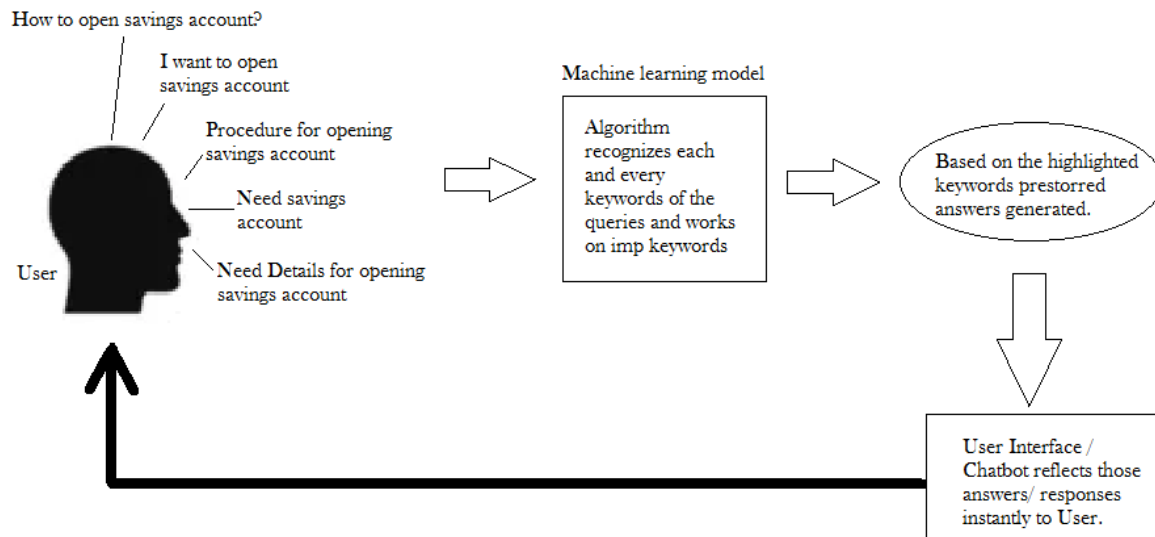 How to open savings account?
I want to open
savings account
Procedure for opening
savings account
Need savings
account
Need Details for opening
savings account
User
Machine learning model
Algorithm
recognizes each
and every
keywords of the
queries and works
on imp keywords
Based on the highlighted
keywords prestorred
answers generated.
User Interface /
Chatbot reflects those
answers/ responses
instantly to User.